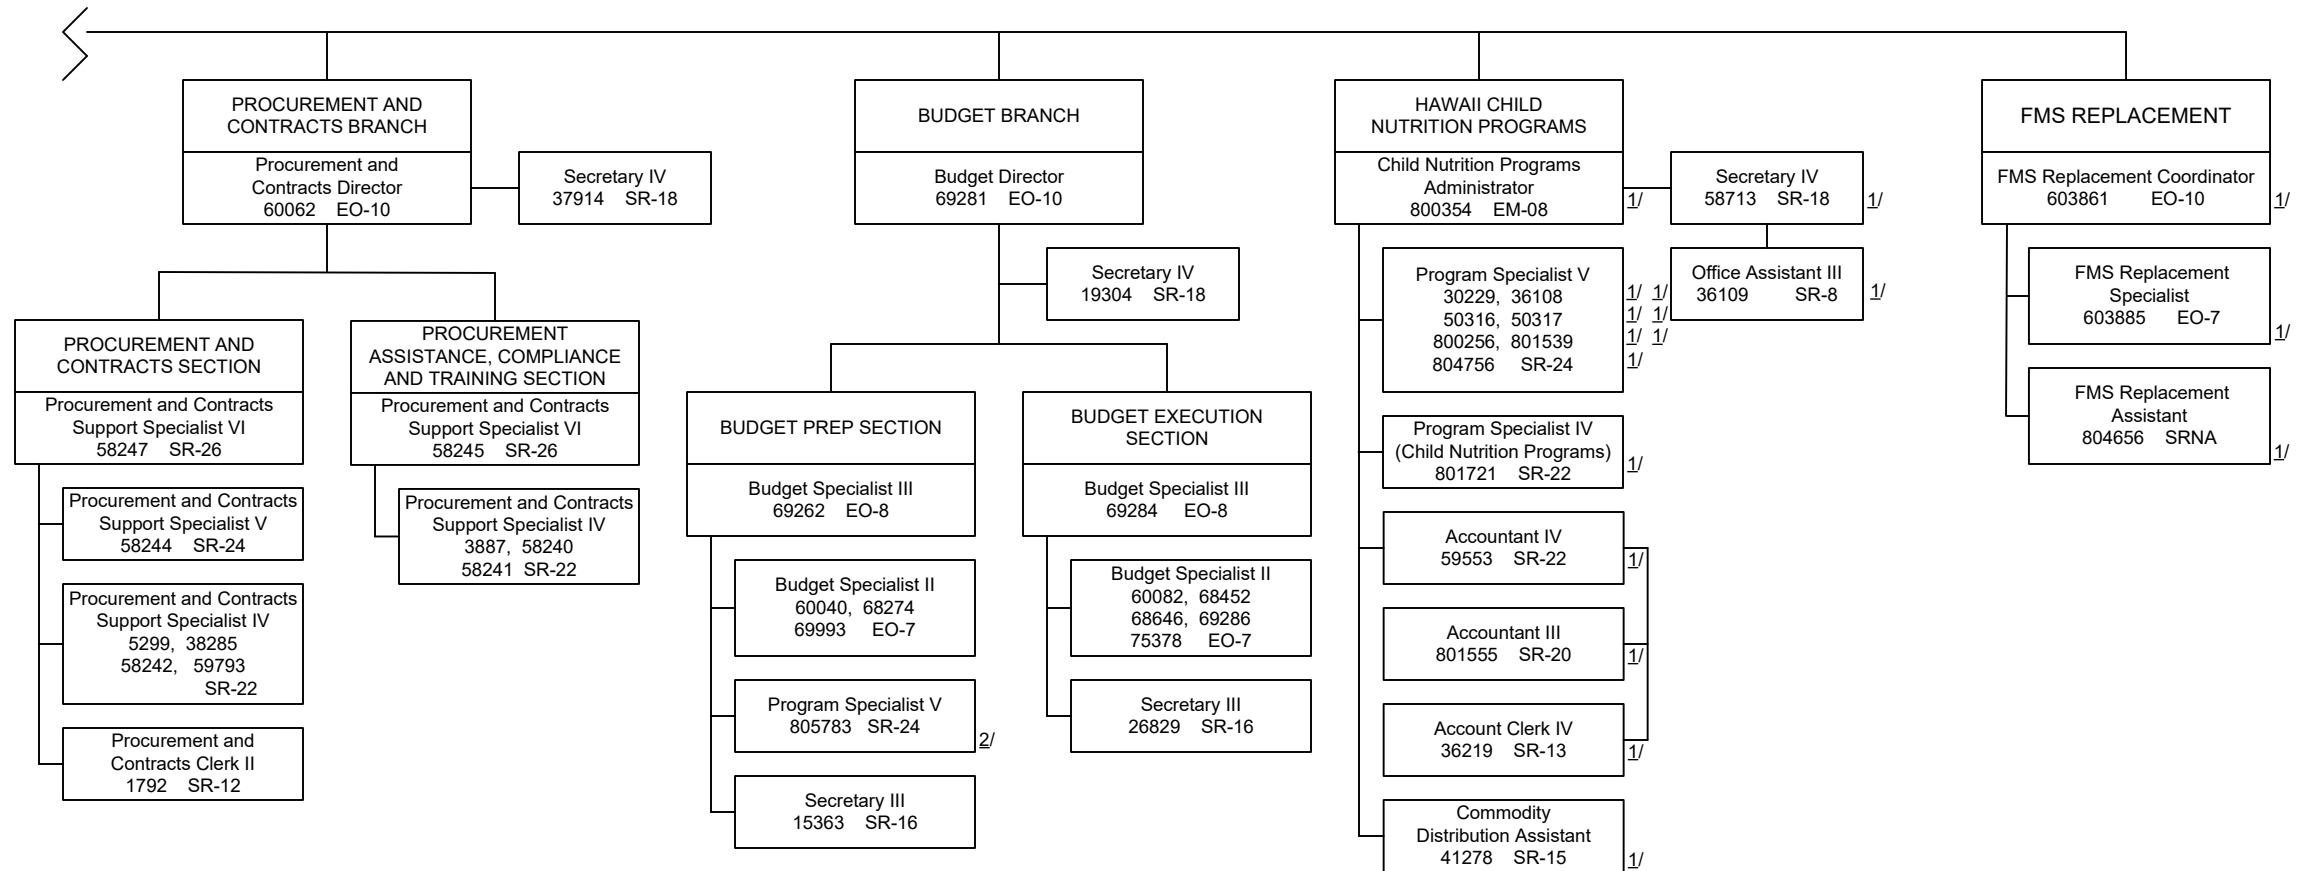 PROCUREMENT AND
CONTRACTS BRANCH
Procurement and
Contracts Director
60062 EO-10
Secretary IV
37914 SR-18
PROCUREMENT AND
CONTRACTS SECTION
Procurement and Contracts
Support Specialist VI
58247 SR-26
Procurement and Contracts
Support Specialist V
58244 SR-24
Procurement and Contracts
Support Specialist IV
5299, 38285
58242, 59793
SR-22
Procurement and
Contracts Clerk II
1792 SR-12
PROCUREMENT
ASSISTANCE, COMPLIANCE
AND TRAINING SECTION
Procurement and Contracts
Support Specialist VI
58245 SR-26
Procurement and Contracts
Support Specialist IV
3887, 58240
58241 SR-22
BUDGET BRANCH
Budget Director
69281 EO-10
Secretary IV
19304 SR-18
BUDGET PREP SECTION
Budget Specialist III
69262 EO-8
Budget Specialist II
60040, 68274
69993 EO-7
Program Specialist V
805783 SR-24
2/
Secretary III
15363 SR-16
BUDGET EXECUTION
SECTION
Budget Specialist III
69284 EO-8
Budget Specialist II
60082, 68452
68646, 69286
75378 EO-7
Secretary III
26829 SR-16
HAWAII CHILD
NUTRITION PROGRAMS
Child Nutrition Programs
Administrator
800354 EM-08 1/
Secretary IV
58713 SR-18 1/
Office Assistant III
36109 SR-8 1/
Program Specialist V
30229, 36108 1/ 1/
50316, 50317 1/ 1/
800256, 801539 1/ 1/
804756 SR-24 1/
Program Specialist IV
(Child Nutrition Programs)
801721 SR-22 1/
Accountant IV
59553 SR-22 1/
Accountant III
801555 SR-20 1/
Account Clerk IV
36219 SR-13 1/
Commodity
Distribution Assistant
41278 SR-15 1/
FMS REPLACEMENT
FMS Replacement Coordinator
603861 EO-10 1/
FMS Replacement
Specialist
603885 EO-7
1/
FMS Replacement
Assistant
804656 SRNA
1/